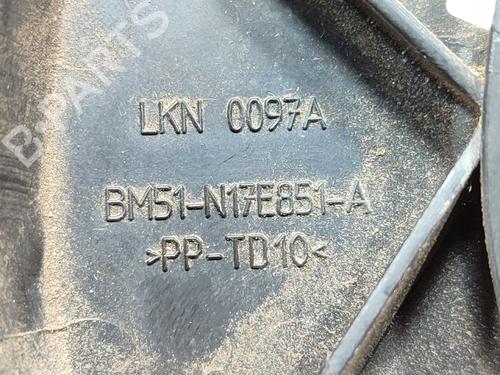 B-PARTS
LKN 0097A
BM51-N17E851-A
>PP-TD10<